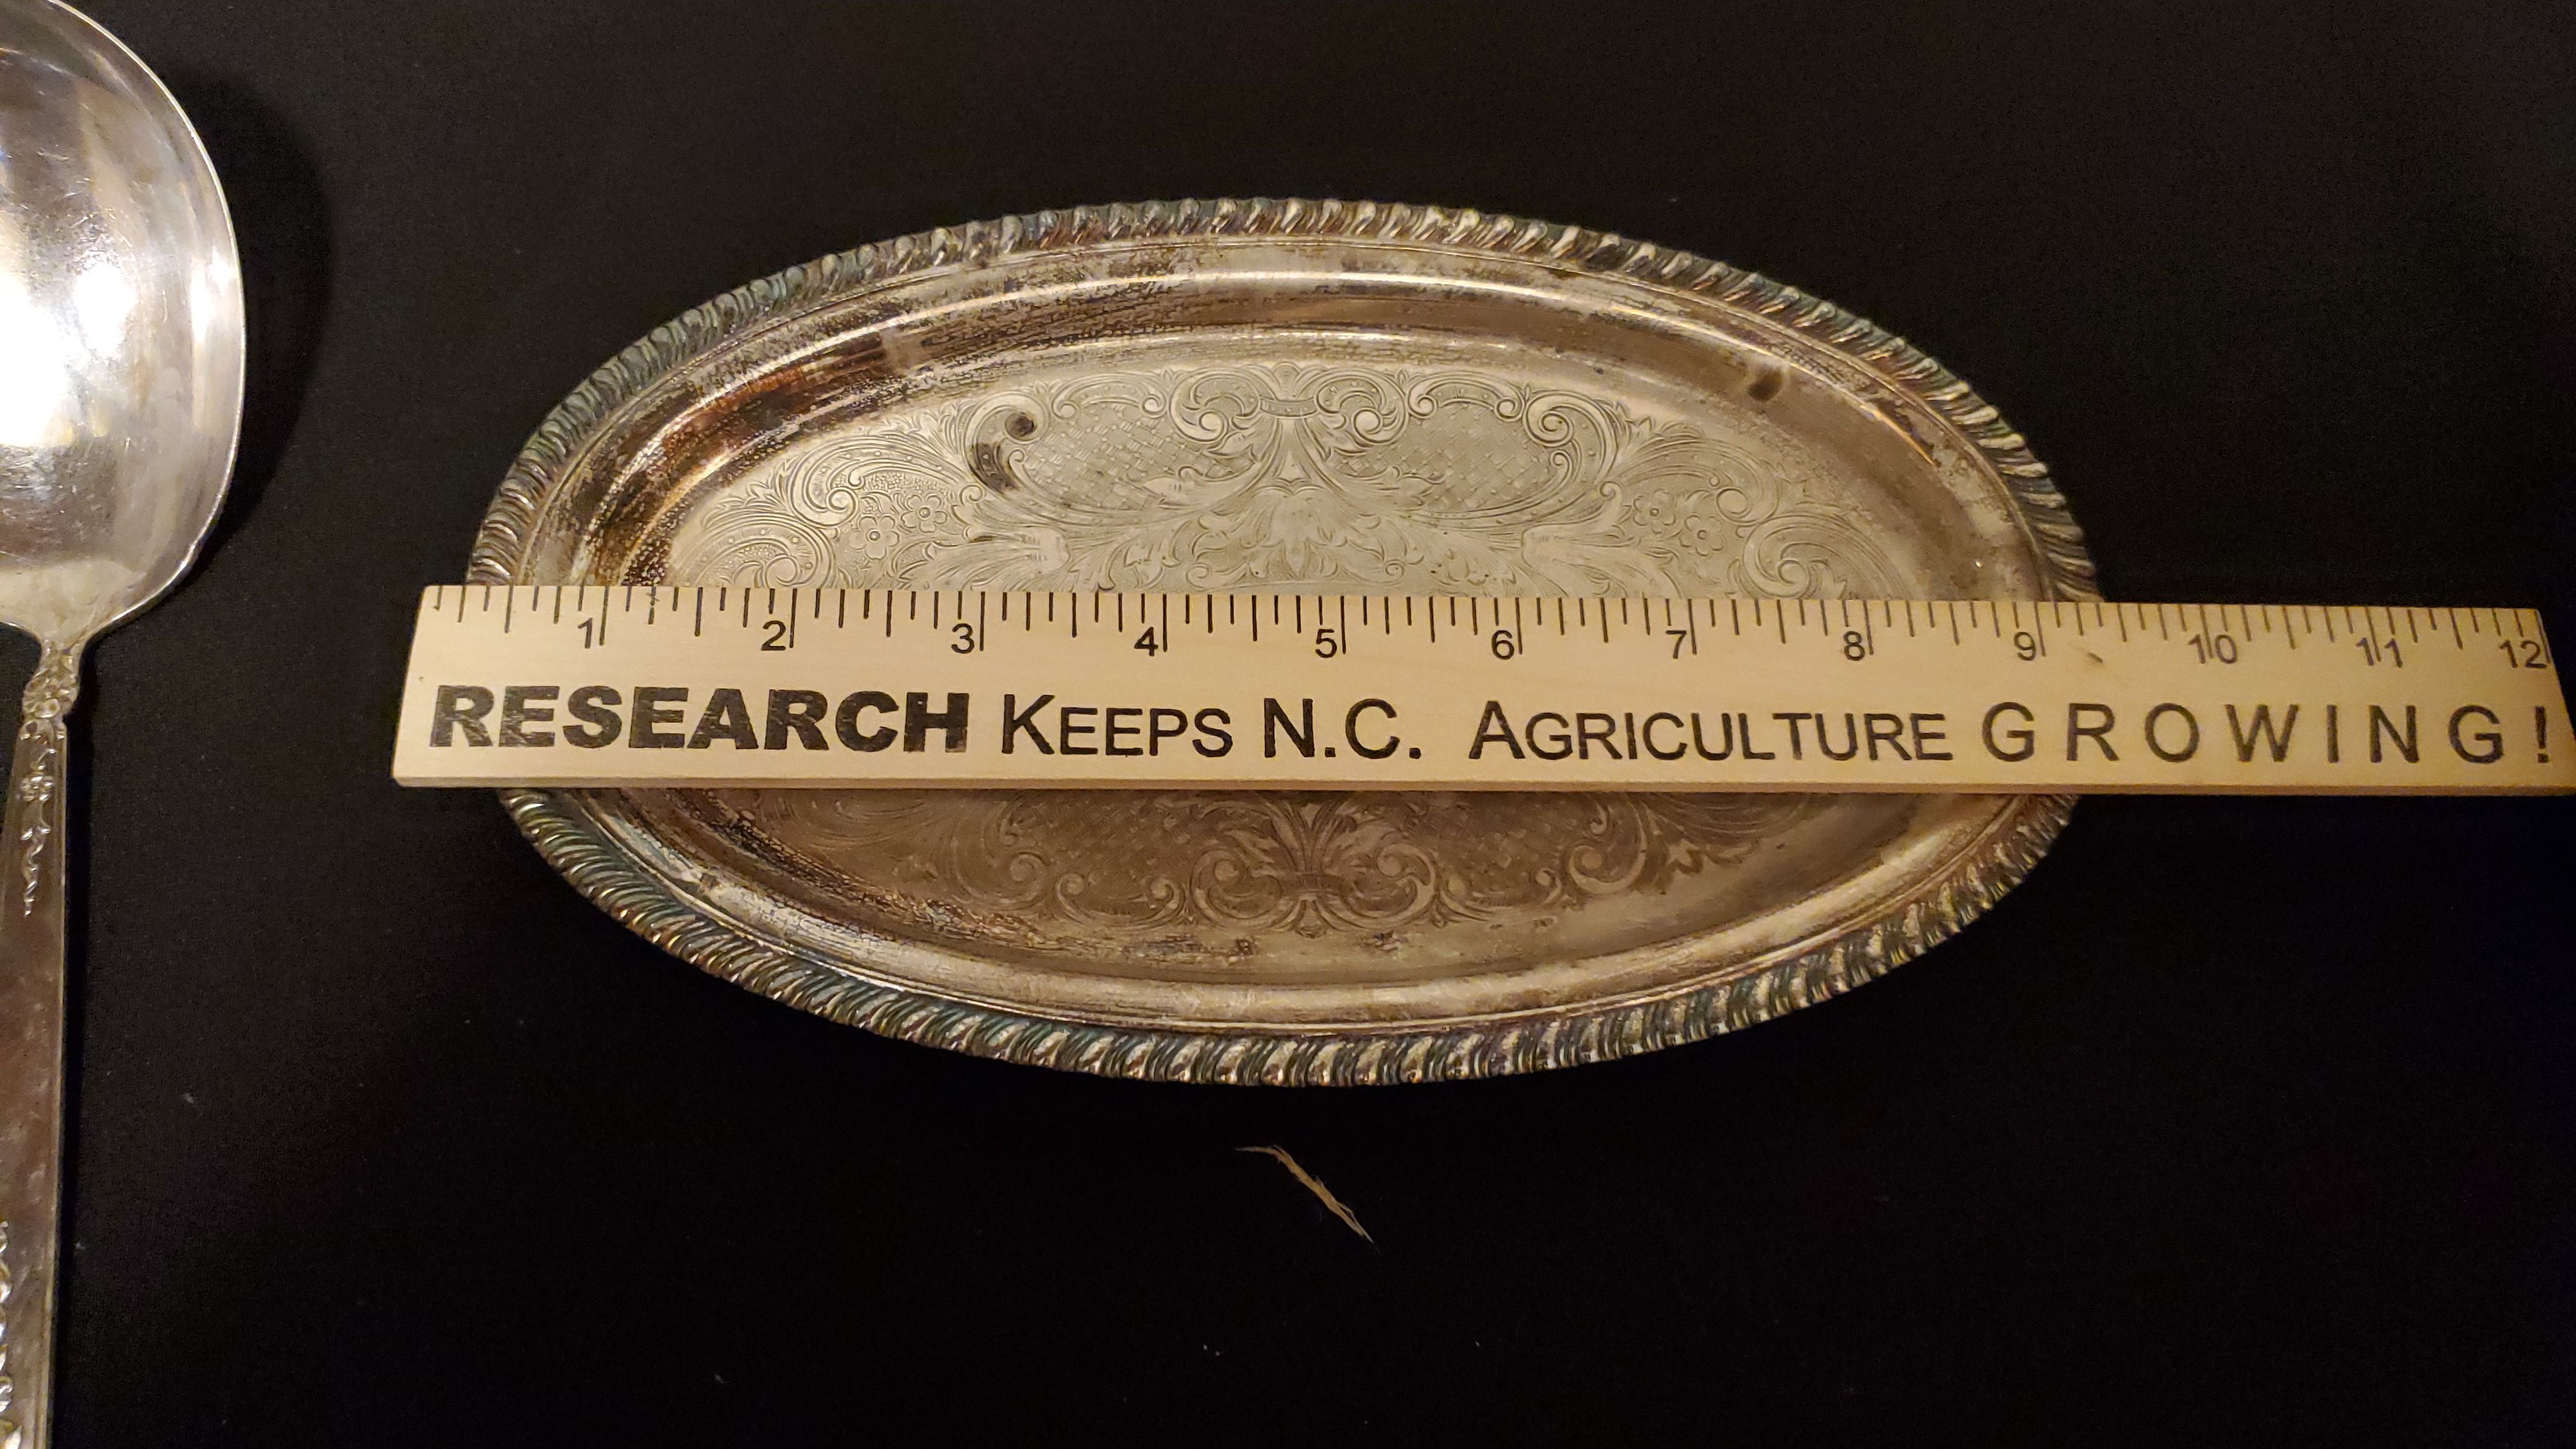 1 2 3 4 5 6 7 8 9 10 11 12
RESEARCH KEEPS N.C. AGRICULTURE GROWING!